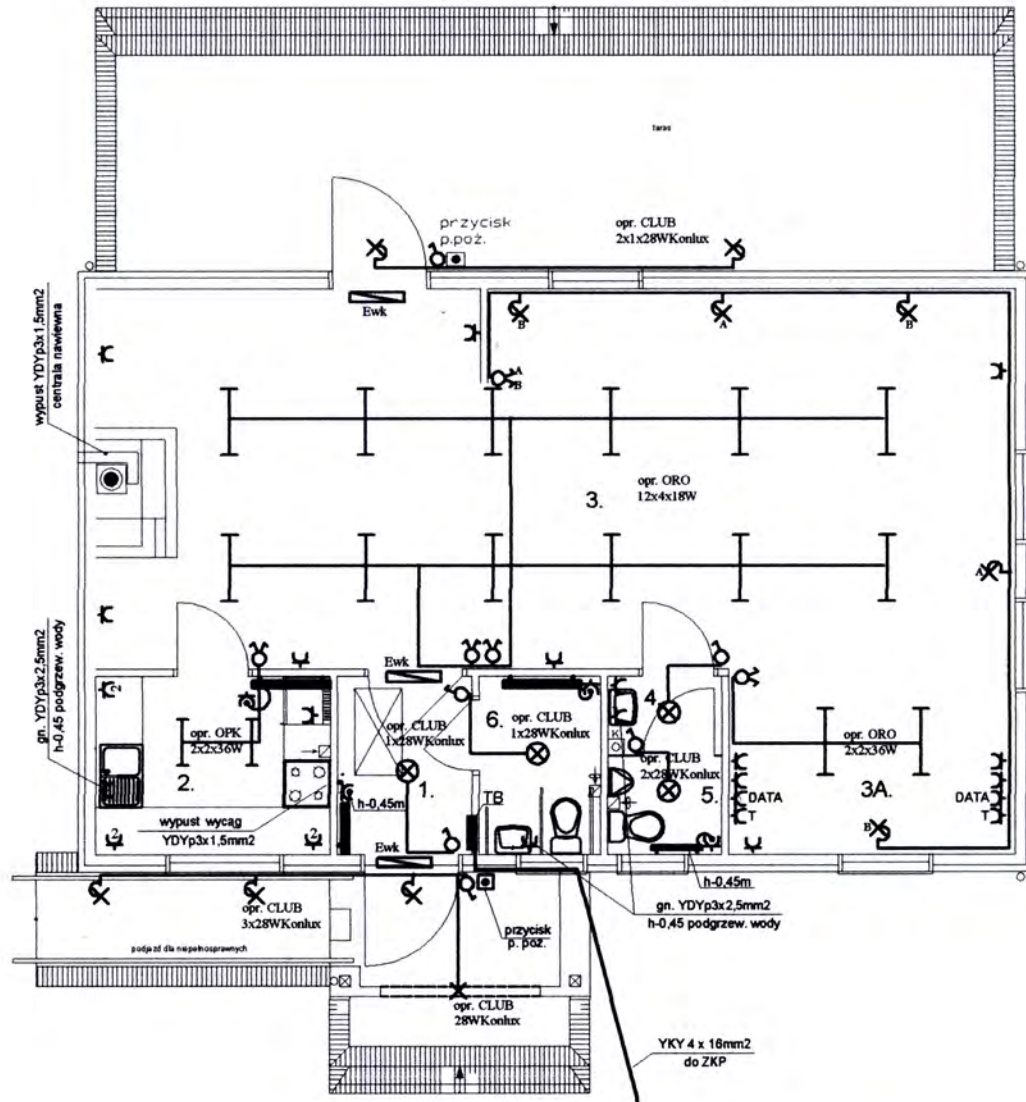 taras
przycisk
p.poż.
opr. CLUB
2x1x28WKonlux
Ewk
B
A
B
wypust YDYp3x1,5mm2
centrala nawiewna
A
B
opr. ORO
12x4x18W
3.
A
gn. YDYp3x2,5mm2
h-0,45 podgrzew. wody
Ewk
2
opr. OPK
2x2x36W
2.
opr. CLUB
1x28WKonlux
6.
opr. CLUB
1x28WKonlux
4.
K
opr. CLUB
2x28WKonlux
opr. ORO
2x2x36W
h-0,45m
1.
TB
5.
3A.
DATA
T
DATA
T
B
wypust wyciąg
YDYp3x1,5mm2
2
2
Ewk
h-0,45m
gn. YDYp3x2,5mm2
h-0,45 podgrzew. wody
opr. CLUB
3x28WKonlux
przycisk
p. poż.
podjazd dla niepełnosprawnych
opr. CLUB
28WKonlux
YKY 4 x 16mm2
do ZKP